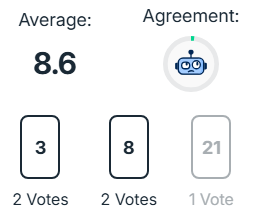 Average:
Agreement:
8.6
3
8
21
2 Votes
2 Votes
1 Vote